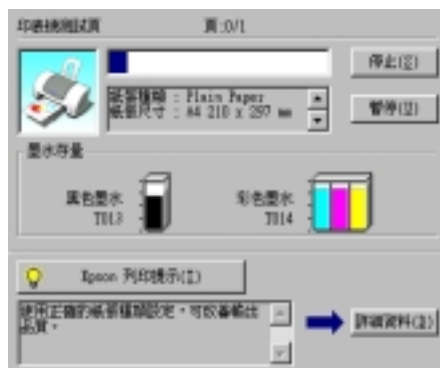 印表機測試頁
頁:0/1
停止(S)
紙張種類 : Plain Paper
紙張尺寸 : A4 210 x 297 mm
暫停(U)
墨水存量
黑色墨水
T013
彩色墨水
T014
Epson 列印提示(I)
使用正確的紙張種類設定，可改善輸出
品質。
詳細資料(D)